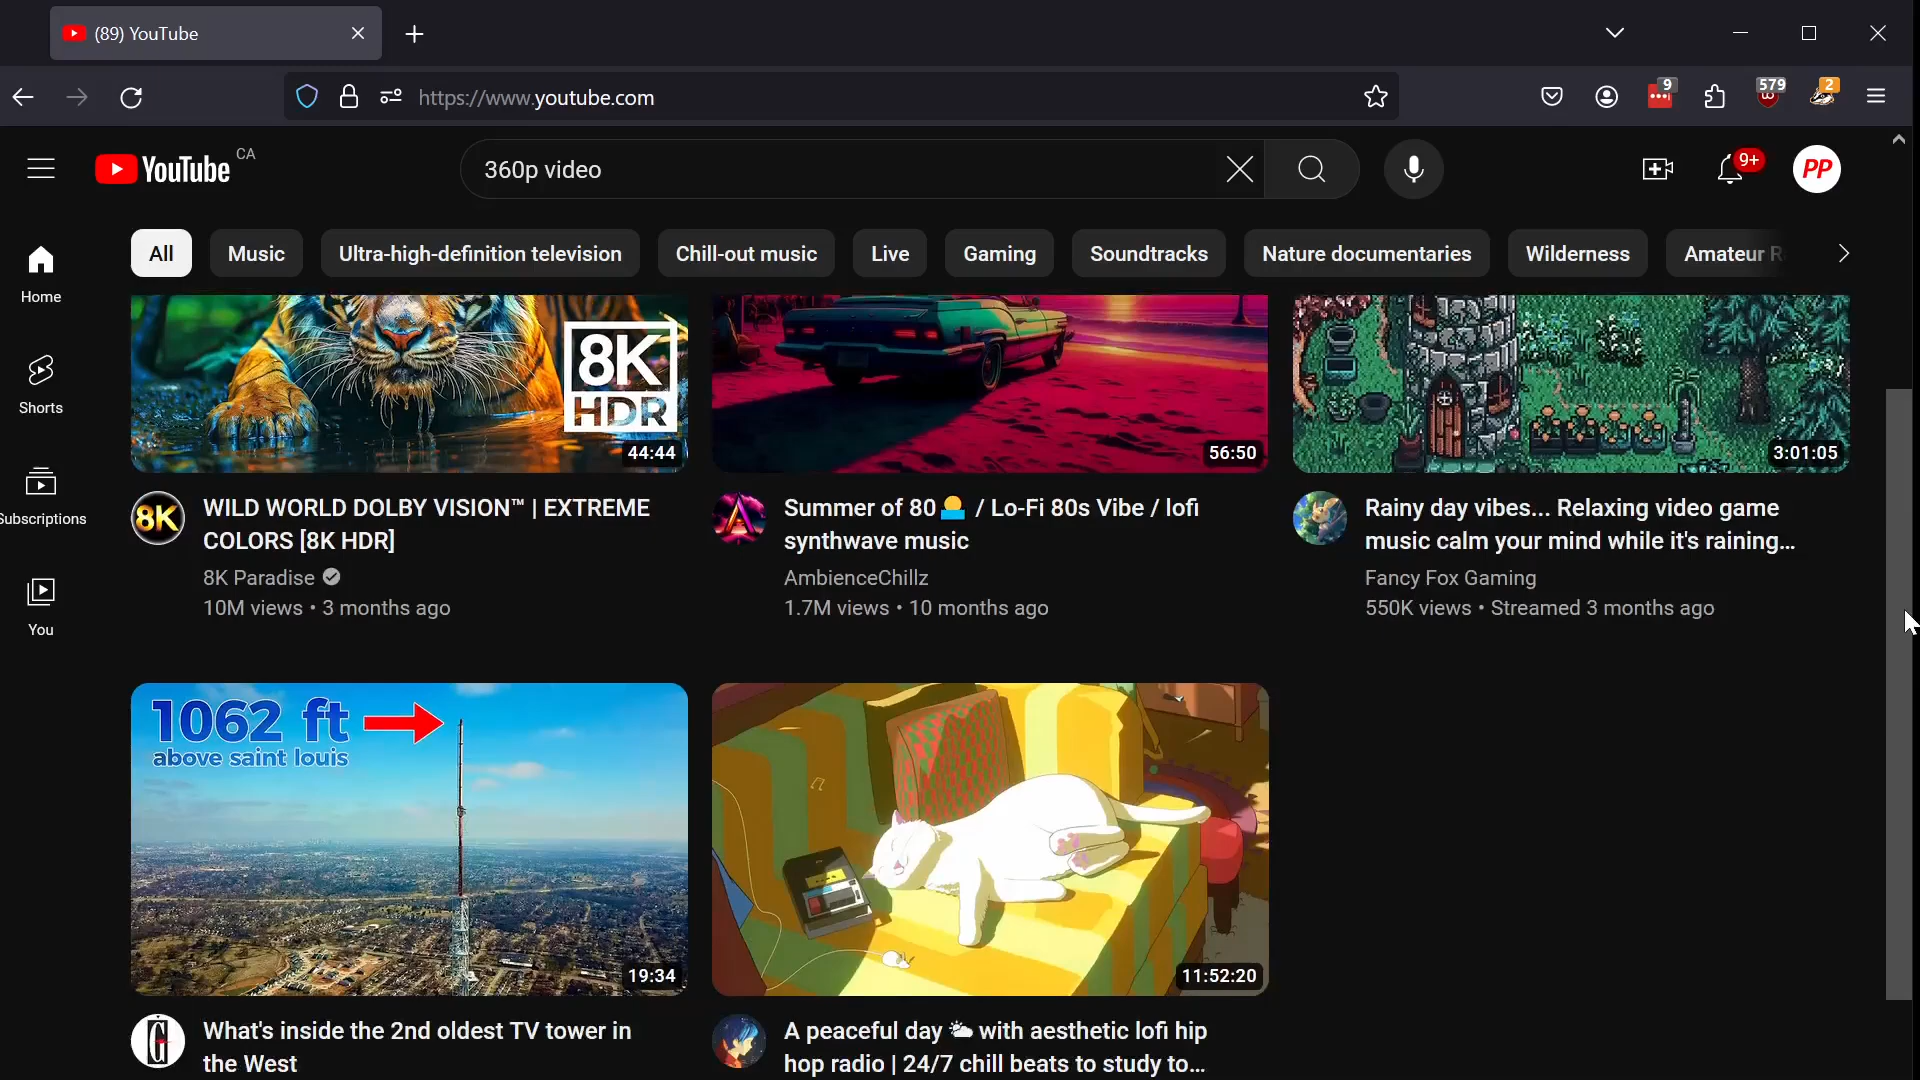 (89) YouTube
https://www.youtube.com
9
579
2
YouTube CA
360p video
9+
PP
All
Music
Ultra-high-definition television
Chill-out music
Live
Gaming
Soundtracks
Nature documentaries
Wilderness
Amateur R
Home
Shorts
Subscriptions
You
8K
HDR
44:44
56:50
3:01:05
8K
WILD WORLD DOLBY VISION™ | EXTREME
COLORS [8K HDR]
8K Paradise
10M views • 3 months ago
Summer of 80 🌅 / Lo-Fi 80s Vibe / lofi
synthwave music
AmbienceChillz
1.7M views • 10 months ago
Rainy day vibes... Relaxing video game
music calm your mind while it's raining...
Fancy Fox Gaming
550K views • Streamed 3 months ago
1062 ft
above saint louis
19:34
11:52:20
What's inside the 2nd oldest TV tower in
the West
A peaceful day 🌥 with aesthetic lofi hip
hop radio | 24/7 chill beats to study to...